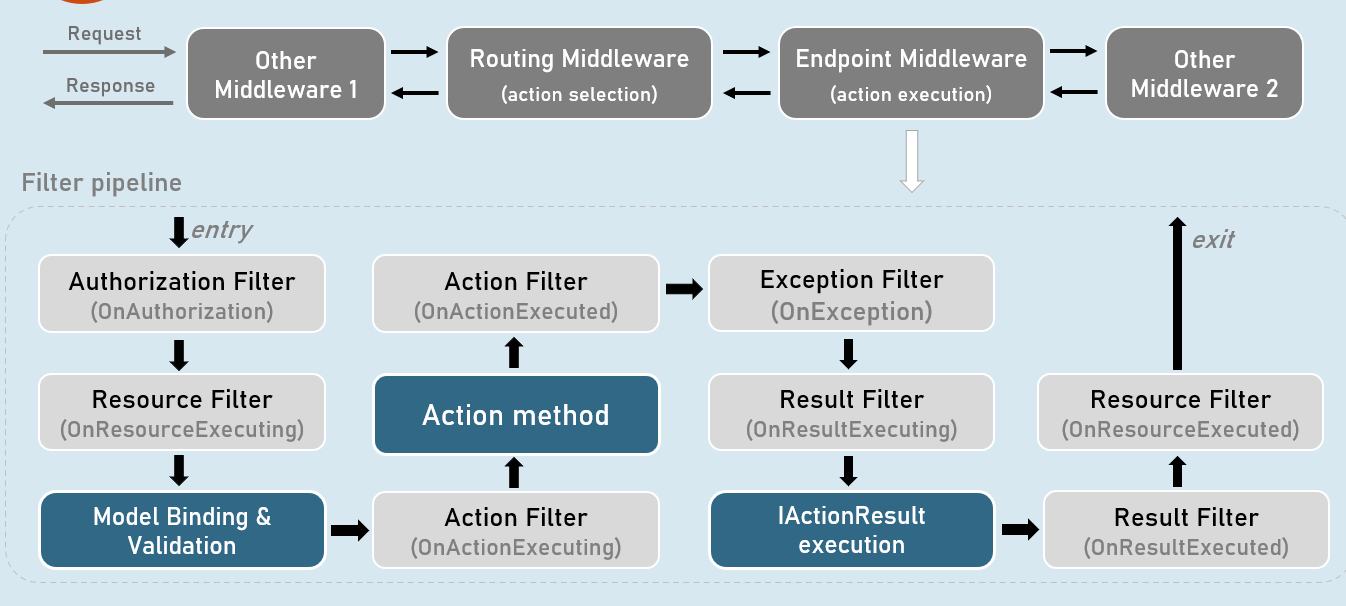 Request
Response
Other
Middleware 1
Routing Middleware
(action selection)
Endpoint Middleware
(action execution)
Other
Middleware 2
Filter pipeline
entry
Authorization Filter
(OnAuthorization)
Resource Filter
(OnResourceExecuting)
Model Binding &
Validation
Action Filter
(OnActionExecuted)
Action method
Action Filter
(OnActionExecuting)
Exception Filter
(OnException)
Result Filter
(OnResultExecuting)
IActionResult
execution
exit
Resource Filter
(OnResourceExecuted)
Result Filter
(OnResultExecuted)